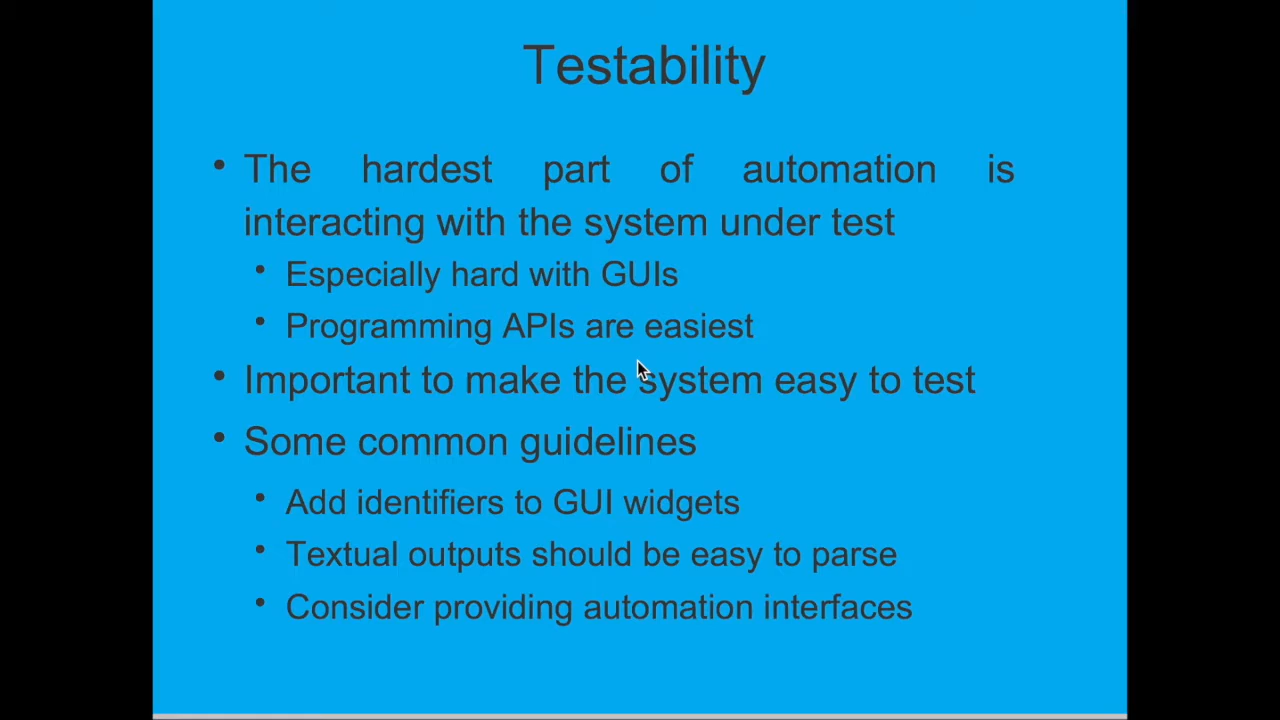 Testability
• The hardest part of automation is
interacting with the system under test
• Especially hard with GUIs
• Programming APIs are easiest
• Important to make the system easy to test
• Some common guidelines
• Add identifiers to GUI widgets
• Textual outputs should be easy to parse
• Consider providing automation interfaces